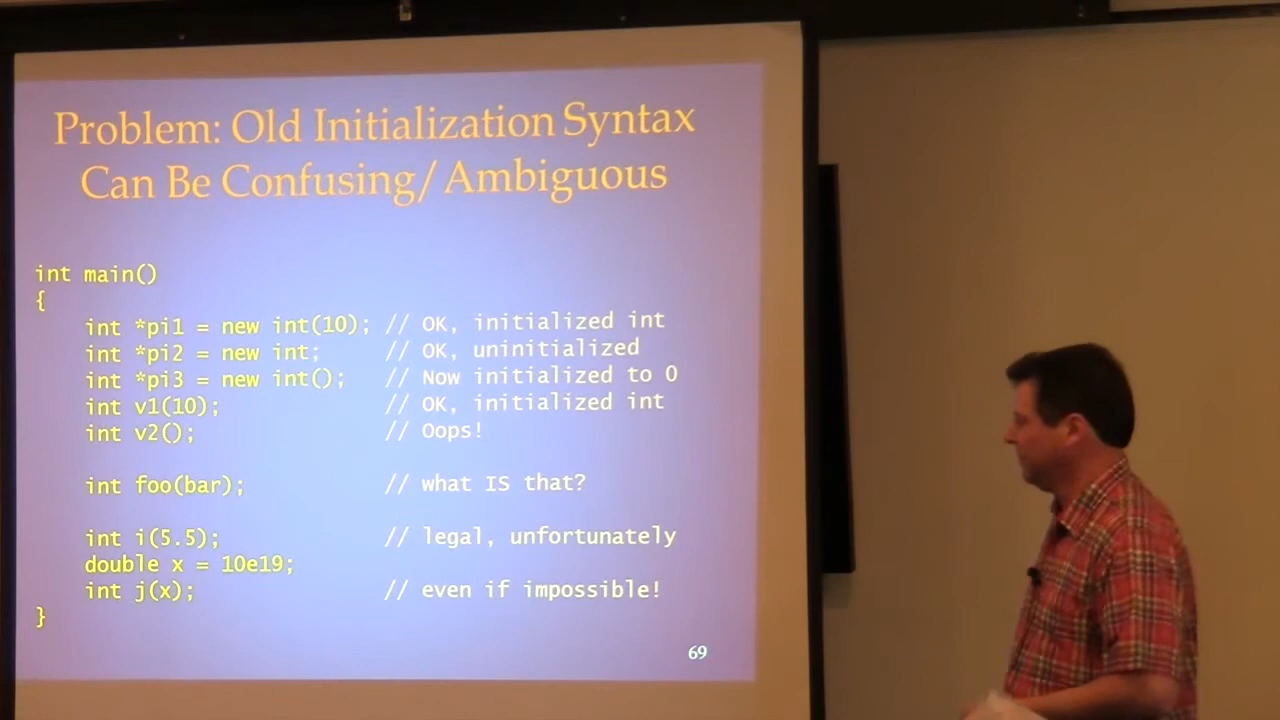 Problem: Old Initialization Syntax
Can Be Confusing/Ambiguous
int main()
{
    int *pi1 = new int(10); // OK, initialized int
    int *pi2 = new int;     // OK, uninitialized
    int *pi3 = new int();   // Now initialized to 0
    int v1(10);             // OK, initialized int
    int v2();               // Oops!
    int foo(bar);           // what IS that?
    int i(5.5);             // legal, unfortunately
    double x = 10e19;
    int j(x);               // even if impossible!
}
69